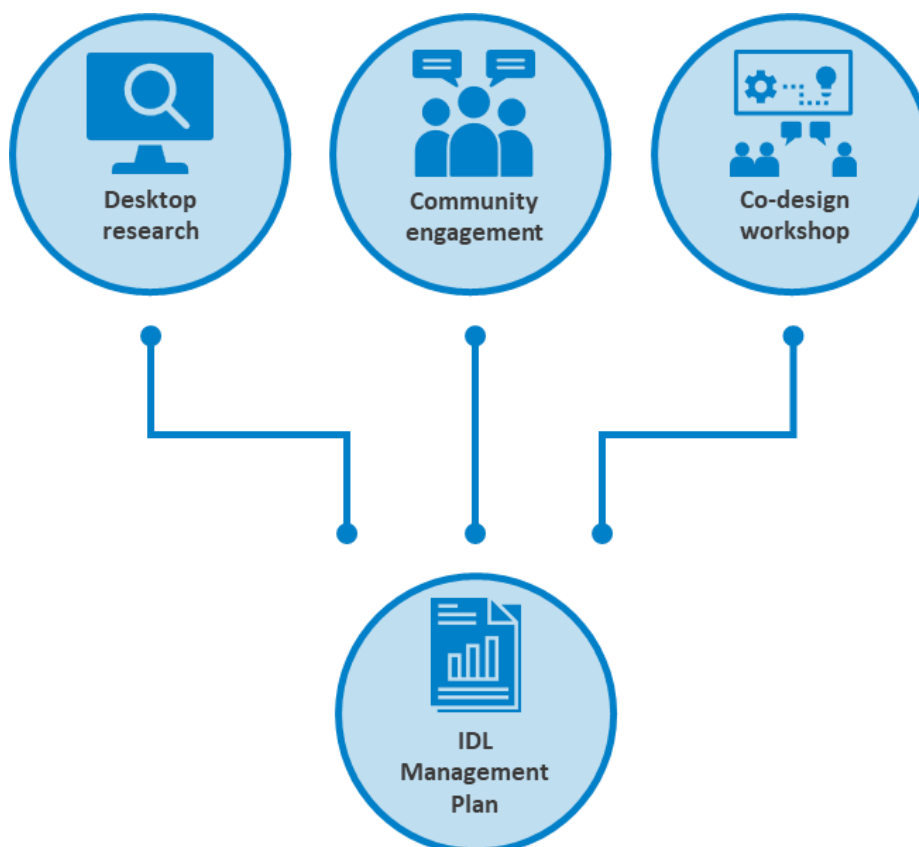 Desktop
research
Community
engagement
Co-design
workshop
IDL
Management
Plan